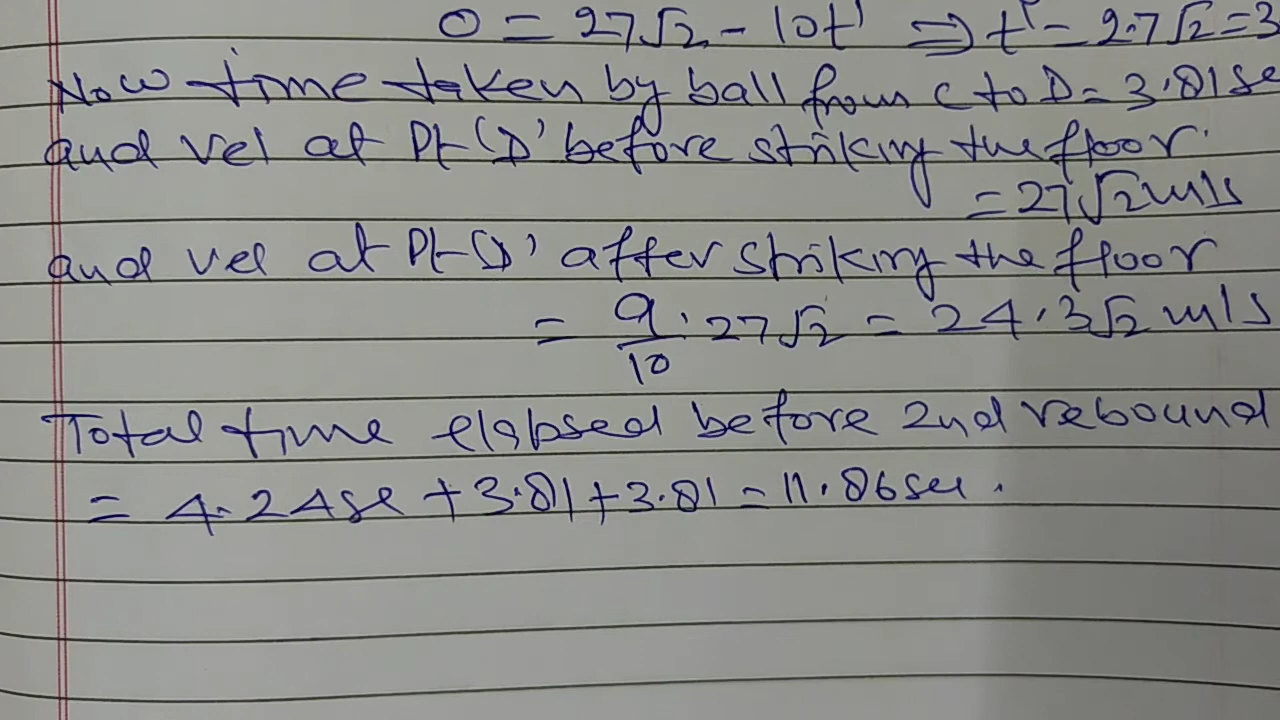 0 = 27√2 - 10t' ⇒ t' = 2.7√2 = 3
Now time taken by ball from C to D = 3.81 se
and vel at Pt 'D' before striking the floor.
= 27√2 m/s
and vel at Pt 'D' after striking the floor
= 9/10 · 27√2 = 24.3√2 m/s
Total time elapsed before 2nd rebound
= 4.24 se + 3.81 + 3.81 = 11.86 sec.